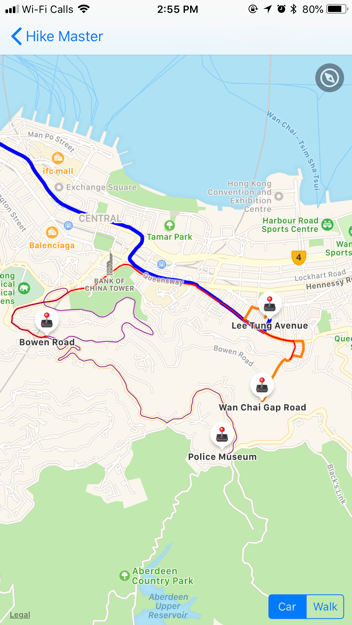 Wi-Fi Calls
2:55 PM
80%
Hike Master
Man Po Street
Wan Chai – Tsim Sha Tsui
ifc mall
Exchange Square
Hong Kong
Convention and
Exhibition
Centre
CENTRAL
Harbour Road
Sports Centre
Balenciaga
Tamar Park
4
Lockhart Road
BANK OF
CHINA TOWER
Queensway
Hennessy R
Lee Tung Avenue
Bowen Road
Bowen Road
Wan Chai Gap Road
Police Museum
Black's Link
Aberdeen
Country Park
Aberdeen
Upper
Reservoir
Legal
Car
Walk